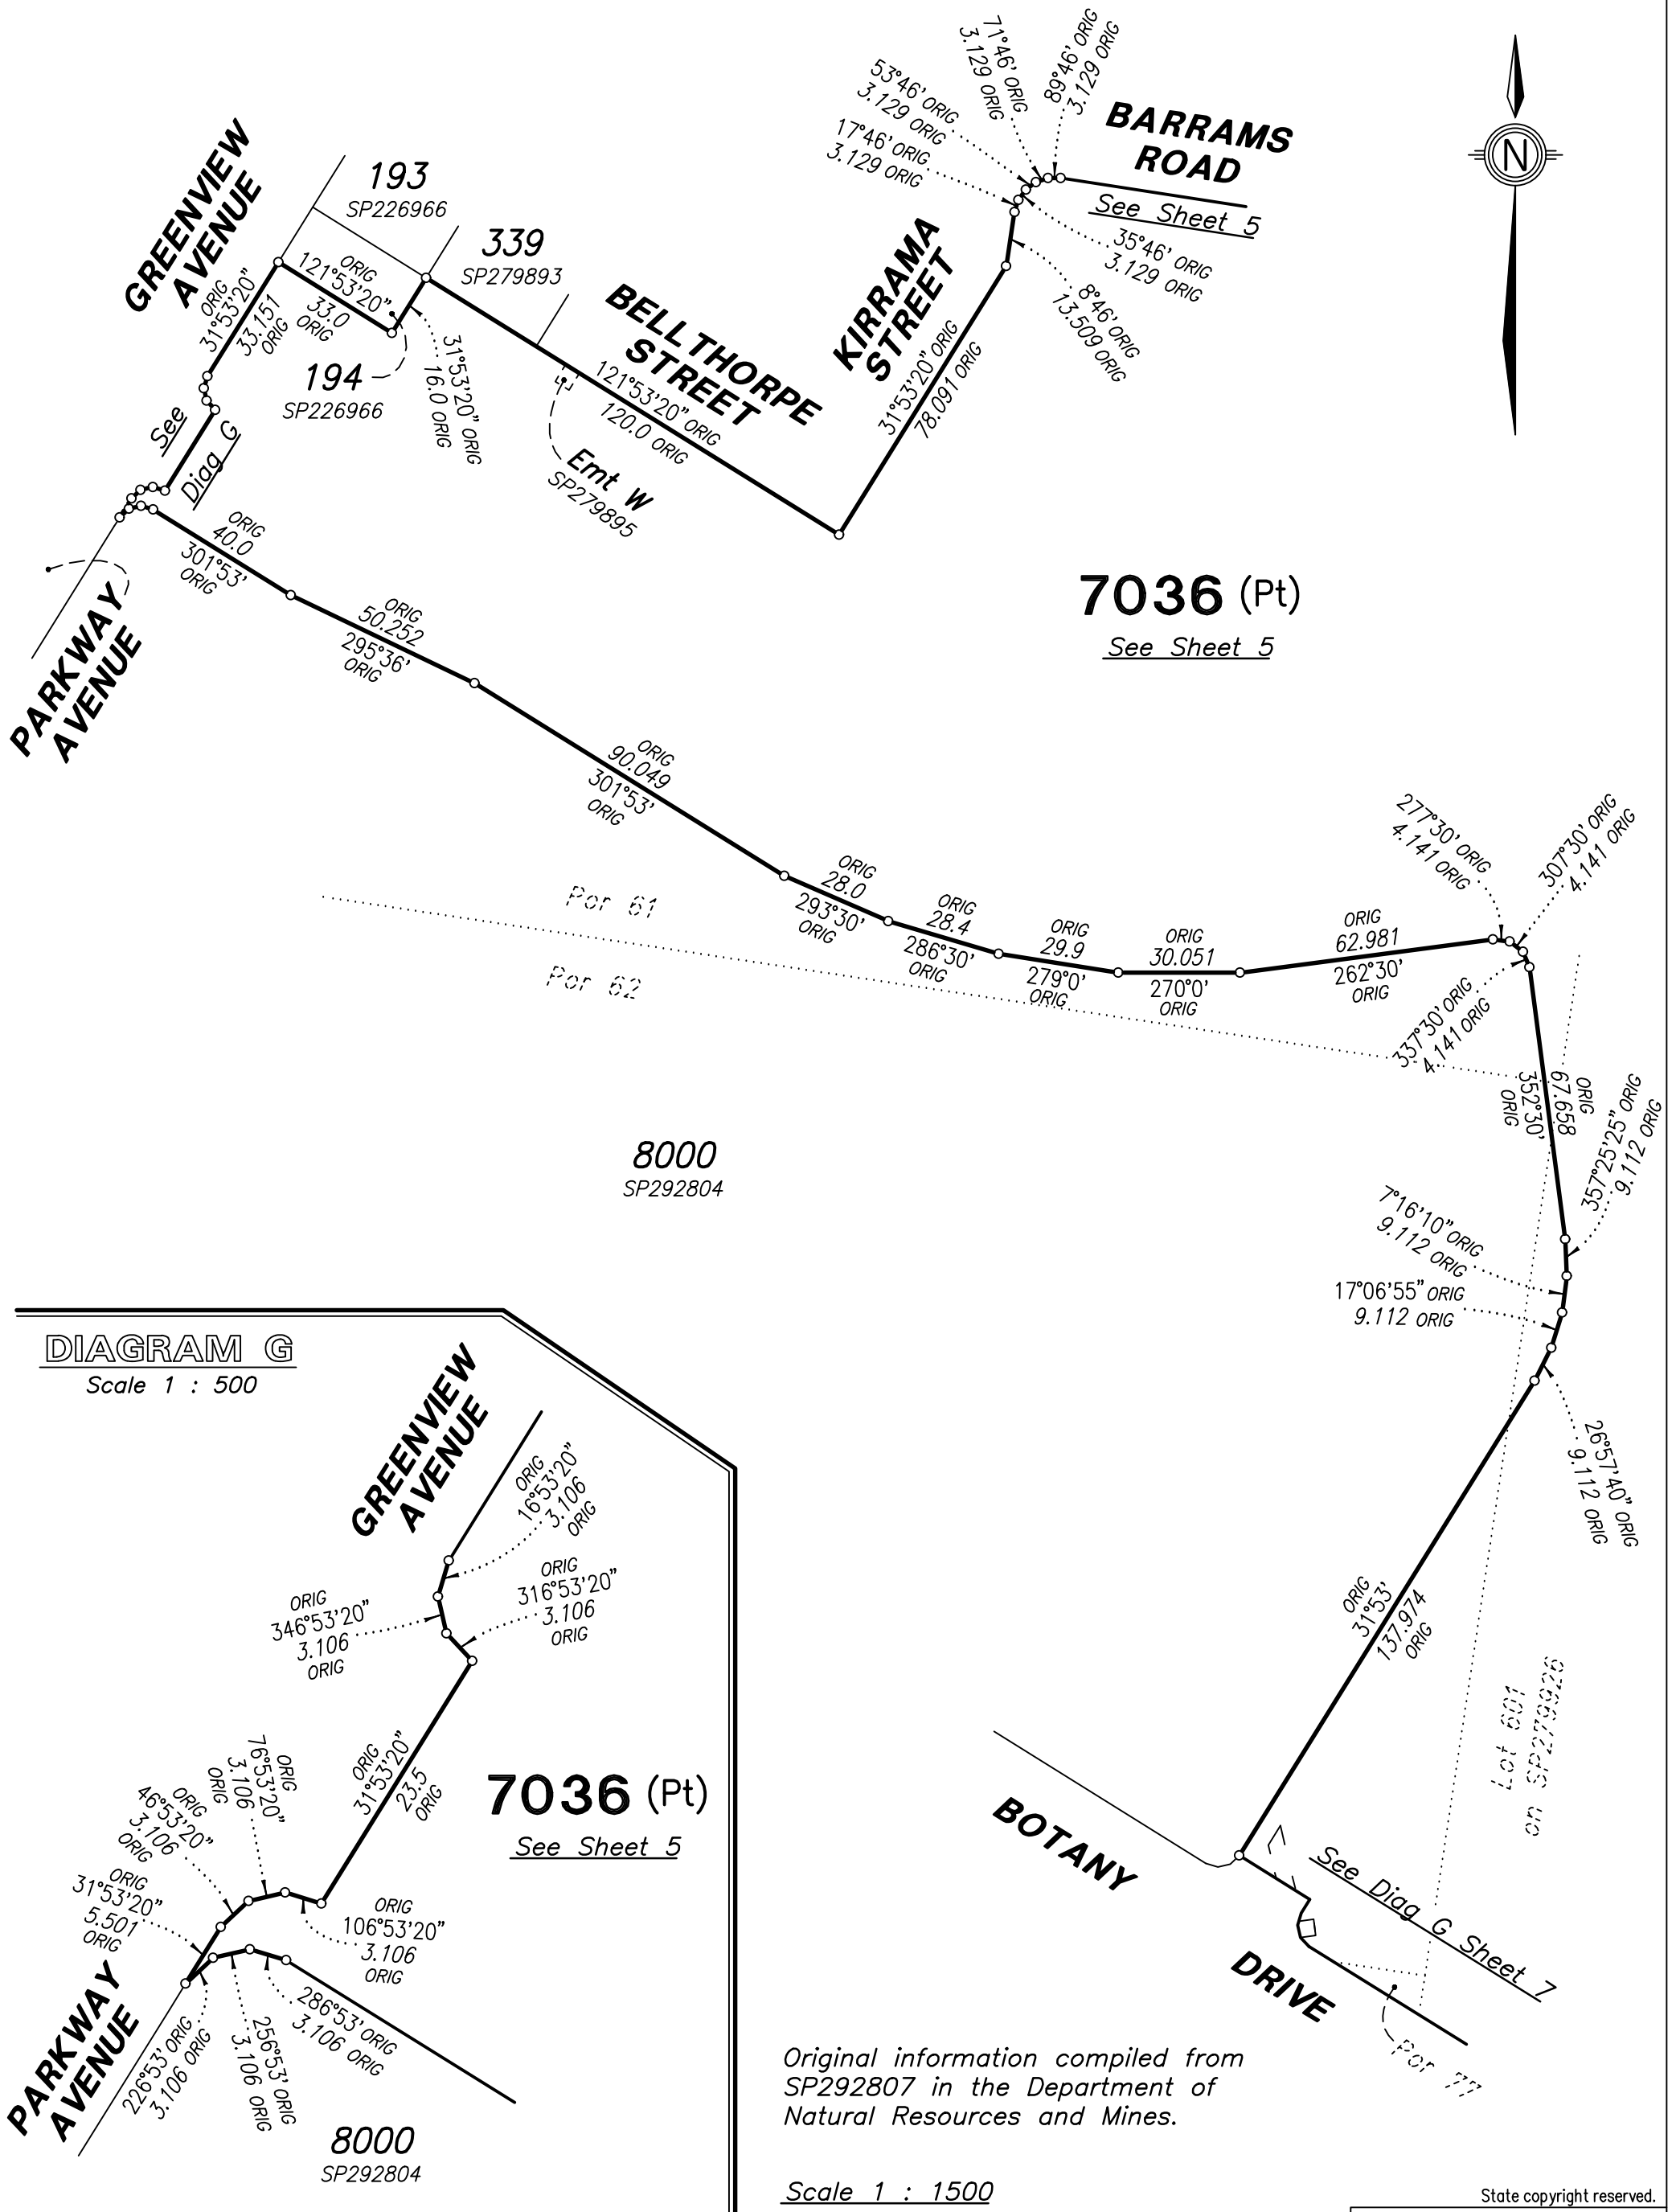 71°46' ORIG
3.129 ORIG
89°46' ORIG
3.129 ORIG
53°46' ORIG
3.129 ORIG
17°46' ORIG
3.129 ORIG
BARRAMS
ROAD
See Sheet 5
35°46' ORIG
3.129 ORIG
8°46' ORIG
13.509 ORIG
N
GREENVIEW
AVENUE
193
SP226966
339
SP279893
ORIG
31°53'20"
33.151
ORIG
ORIG
121°53'20"
33.0
ORIG
194
SP226966
31°53'20" ORIG
16.0 ORIG
BELLTHORPE
STREET
121°53'20" ORIG
120.0 ORIG
Emt W
SP279895
KIRRAMA
STREET
31°53'20" ORIG
78.091 ORIG
See
Diag G
PARKWAY
AVENUE
ORIG
40.0
301°53'
ORIG
ORIG
50.252
295°36'
ORIG
7036 (Pt)
See Sheet 5
ORIG
90.049
301°53'
ORIG
ORIG
28.0
293°30'
ORIG
ORIG
28.4
286°30'
ORIG
ORIG
29.9
279°0'
ORIG
ORIG
30.051
270°0'
ORIG
ORIG
62.981
262°30'
ORIG
277°30' ORIG
4.141 ORIG
307°30' ORIG
4.141 ORIG
337°30' ORIG
4.141 ORIG
Por 61
Por 62
ORIG
67.658
352°30'
ORIG
357°25'25" ORIG
9.112 ORIG
7°16'10" ORIG
9.112 ORIG
17°06'55" ORIG
9.112 ORIG
26°57'40" ORIG
9.112 ORIG
8000
SP292804
ORIG
31°53'
137.974
ORIG
Lot 601
on SP279926
BOTANY
DRIVE
See Diag G Sheet 7
Por 77
DIAGRAM G
Scale 1 : 500
GREENVIEW
AVENUE
ORIG
16°53'20"
3.106
ORIG
ORIG
316°53'20"
3.106
ORIG
ORIG
346°53'20"
3.106
ORIG
ORIG
31°53'20"
23.5
ORIG
7036 (Pt)
See Sheet 5
ORIG
76°53'20"
3.106
ORIG
ORIG
46°53'20"
3.106
ORIG
ORIG
31°53'20"
5.501
ORIG
ORIG
106°53'20"
3.106
ORIG
PARKWAY
AVENUE
226°53' ORIG
3.106 ORIG
256°53' ORIG
3.106 ORIG
286°53' ORIG
3.106 ORIG
8000
SP292804
Original information compiled from
SP292807 in the Department of
Natural Resources and Mines.
Scale 1 : 1500
State copyright reserved.